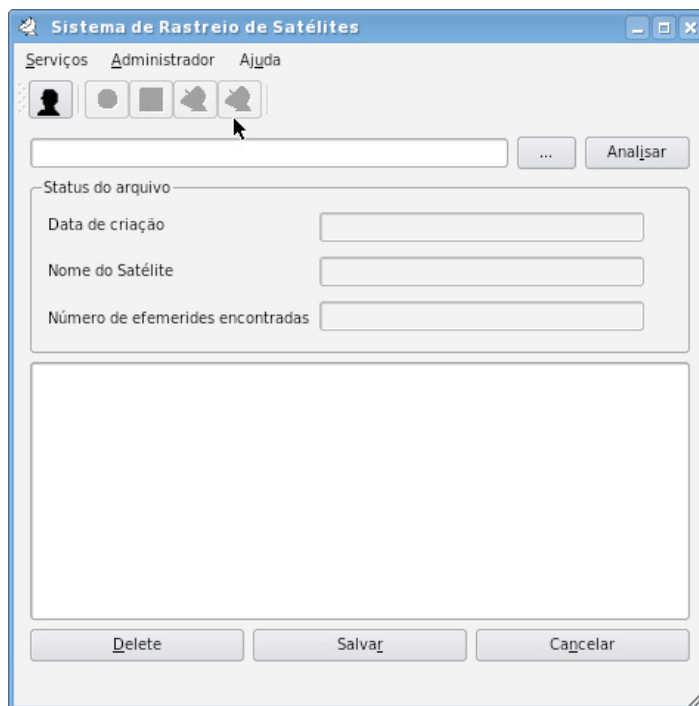 Sistema de Rastreio de Satélites
Serviços Administrador Ajuda
... Analisar
Status do arquivo
Data de criação
Nome do Satélite
Número de efemerides encontradas
Delete Salvar Cancelar